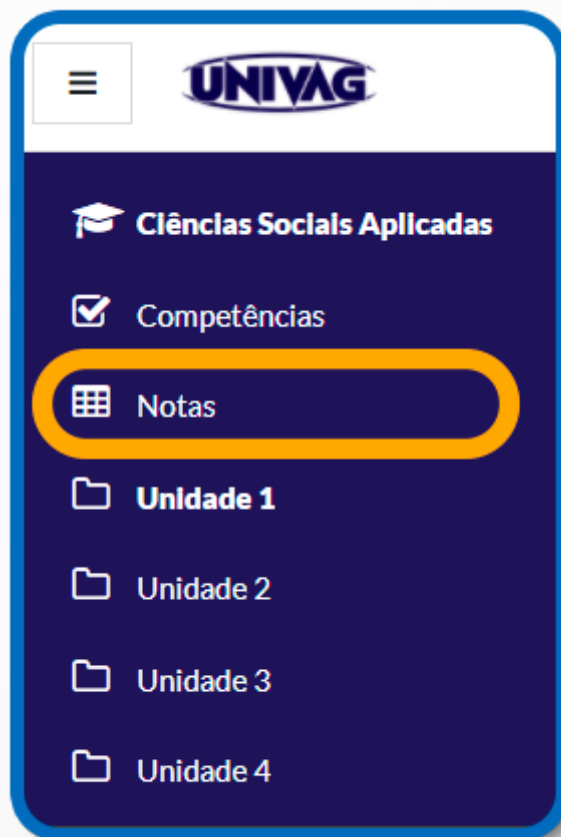 UNIVAG
Ciências Sociais Aplicadas
Competências
Notas
Unidade 1
Unidade 2
Unidade 3
Unidade 4